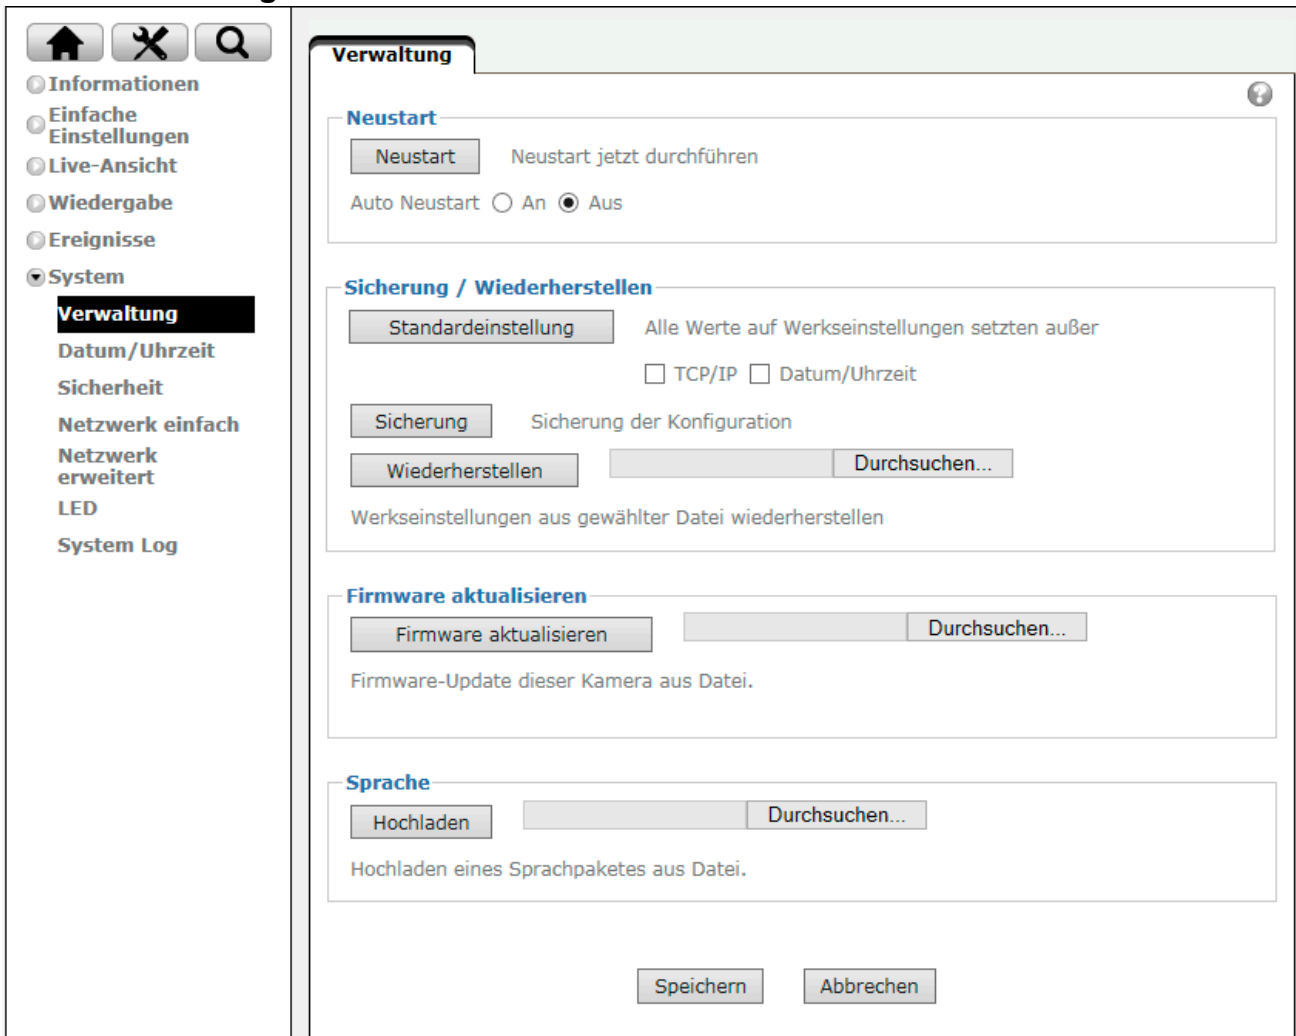 Informationen
Einfache
Einstellungen
Live-Ansicht
Wiedergabe
Ereignisse
System
Verwaltung
Datum/Uhrzeit
Sicherheit
Netzwerk einfach
Netzwerk
erweitert
LED
System Log
Verwaltung
Neustart
Neustart Neustart jetzt durchführen
Auto Neustart An Aus
Sicherung / Wiederherstellen
Standardeinstellung Alle Werte auf Werkseinstellungen setzten außer
TCP/IP Datum/Uhrzeit
Sicherung Sicherung der Konfiguration
Wiederherstellen Durchsuchen...
Werkseinstellungen aus gewählter Datei wiederherstellen
Firmware aktualisieren
Firmware aktualisieren Durchsuchen...
Firmware-Update dieser Kamera aus Datei.
Sprache
Hochladen Durchsuchen...
Hochladen eines Sprachpaketes aus Datei.
Speichern Abbrechen